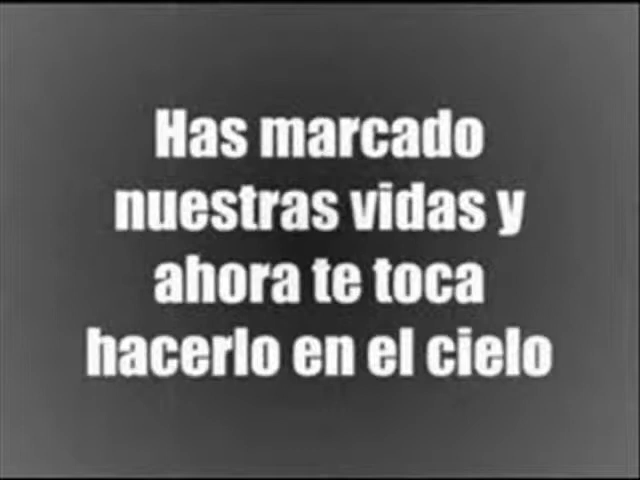 Has marcado
nuestras vidas y
ahora te toca
hacerlo en el cielo